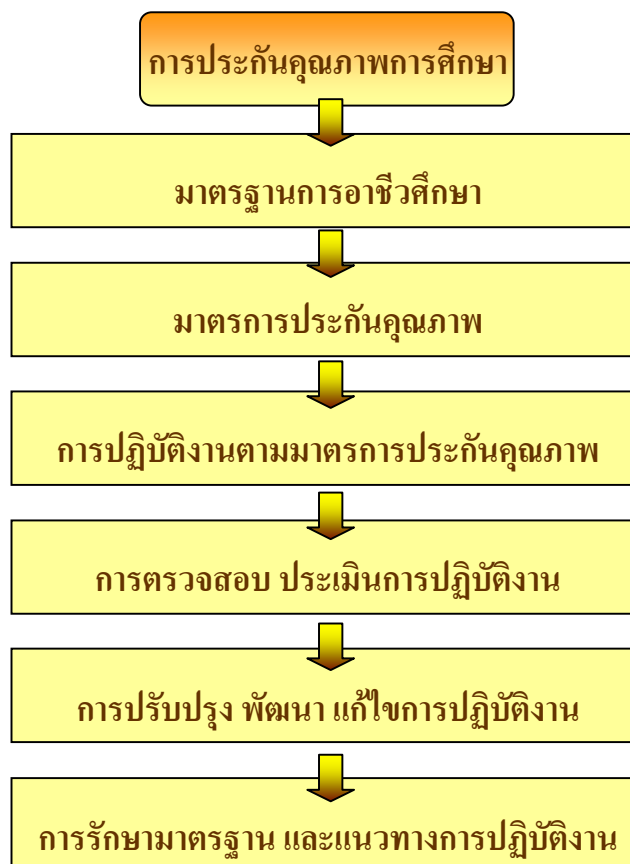 การประกันคุณภาพการศึกษา
มาตรฐานการอาชีวศึกษา
มาตรการประกันคุณภาพ
การปฏิบัติงานตามมาตรการประกันคุณภาพ
การตรวจสอบ ประเมินการปฏิบัติงาน
การปรับปรุง พัฒนา แก้ไขการปฏิบัติงาน
การรักษามาตรฐาน และแนวทางการปฏิบัติงาน